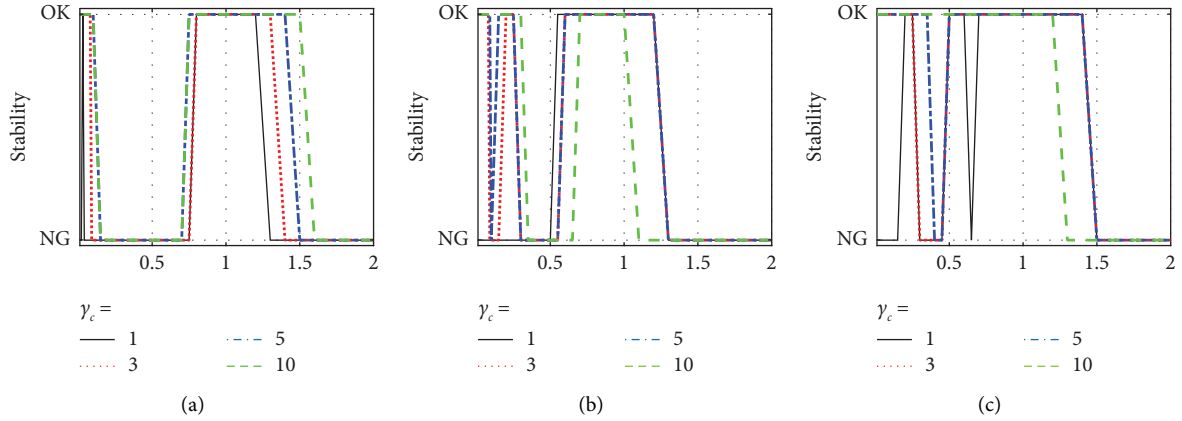 OK
Stability
NG
0.5 1 1.5 2
γc =
1 5
3 10
(a)
OK
Stability
NG
0.5 1 1.5 2
γc =
1 5
3 10
(b)
OK
Stability
NG
0.5 1 1.5 2
γc =
1 5
3 10
(c)